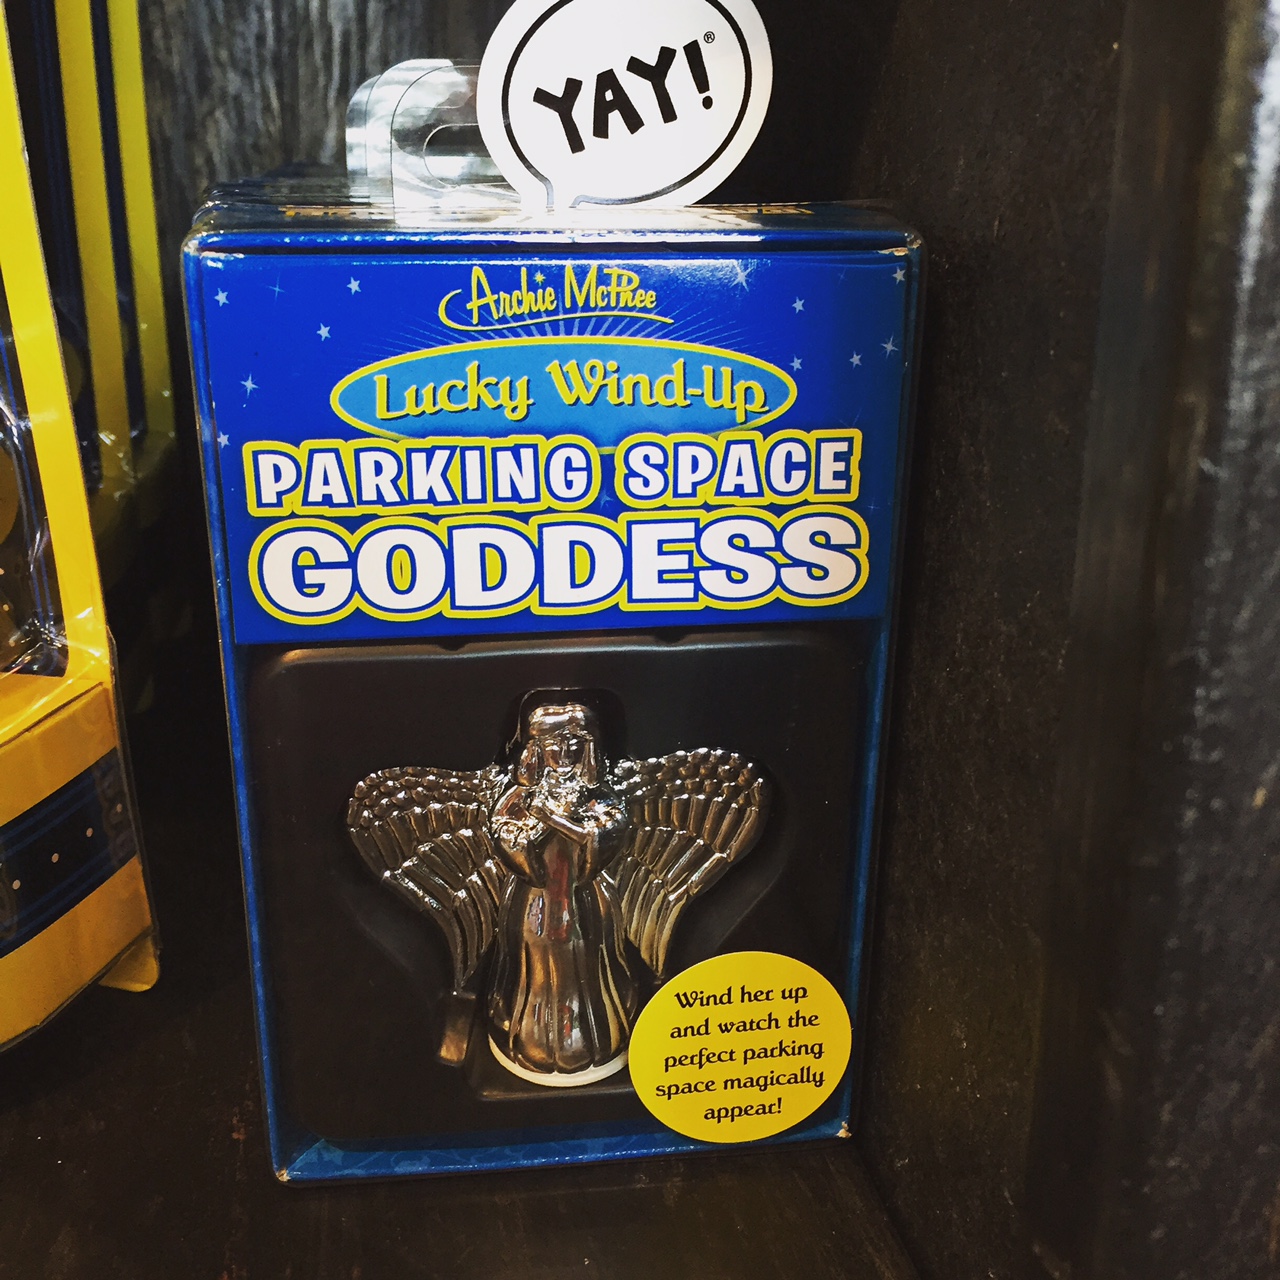 YAY!®
Archie McPhee
Lucky Wind-Up
PARKING SPACE
GODDESS
Wind her up
and watch the
perfect parking
space magically
appear!